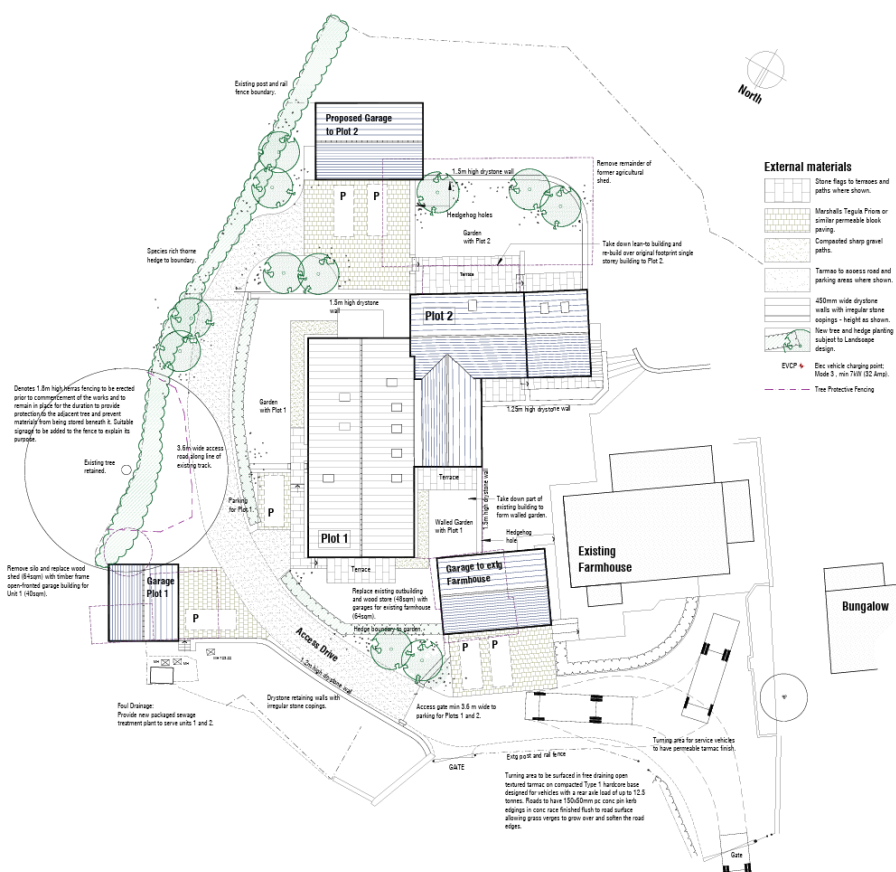 Existing post and rail
fence boundary.
Proposed Garage
to Plot 2
North
1.5m high drystone wall
Remove remainder of
former agricultural
shed.
P
P
Hedgehog holes
Garden
with Plot 2
Take down lean-to building and
re-build over original footprint single
storey building to Plot 2.
Species rich thorne
hedge to boundary.
Terrace
1.5m high drystone
wall
Plot 2
External materials
Stone flags to terraces and
paths where shown.
Marshalls Tegula Priora or
similar permeable block
paving.
Compacted sharp gravel
paths.
Tarmac to access road and
parking areas where shown.
450mm wide drystone
walls with irregular stone
copings - height as shown.
New tree and hedge planting
subject to Landscape
design.
EVCP
Elec vehicle charging point;
Mode 3 , min 7kW (32 Amp).
Tree Protective Fencing
Denotes 1.8m high herras fencing to be erected
prior to commencement of the works and to
remain in place for the duration to provide
protection to the adjacent tree and prevent
materials from being stored beneath it. Suitable
signage to be added to the fence to explain its
purpose.
Garden
with Plot 1
1.25m high drystone wall
3.6m wide access
road along line of
existing track.
Existing tree
retained.
Parking
for Plot 1.
P
Terrace
1.5m high drystone wall
Take down part of
existing building to
form walled garden.
Walled Garden
with Plot 1
Hedgehog
hole
Plot 1
Existing
Farmhouse
Remove silo and replace wood
shed (64sqm) with timber frame
open-fronted garage building for
Unit 1 (40sqm).
Garage
Plot 1
P
Terrace
Garage to extg
Farmhouse
Bungalow
Replace existing outbuilding
and wood store (48sqm) with
garages for existing farmhouse
(64sqm).
Hedge boundary to garden.
Access Drive
1.2m high drystone wall
P
P
Foul Drainage:
Provide new packaged sewage
treatment plant to serve units 1 and 2.
Drystone retaining walls with
irregular stone copings.
Access gate min 3.6 m wide to
parking for Plots 1 and 2.
Turning area for service vehicles
to have permeable tarmac finish.
GATE
Extg post and rail fence
Turning area to be surfaced in free draining open
textured tarmac on compacted Type 1 hardcore base
designed for vehicles with a rear axle load of up to 12.5
tonnes. Roads to have 150x50mm pc conc pin kerb
edgings in conc race finished flush to road surface
allowing grass verges to grow over and soften the road
edges.
Gate